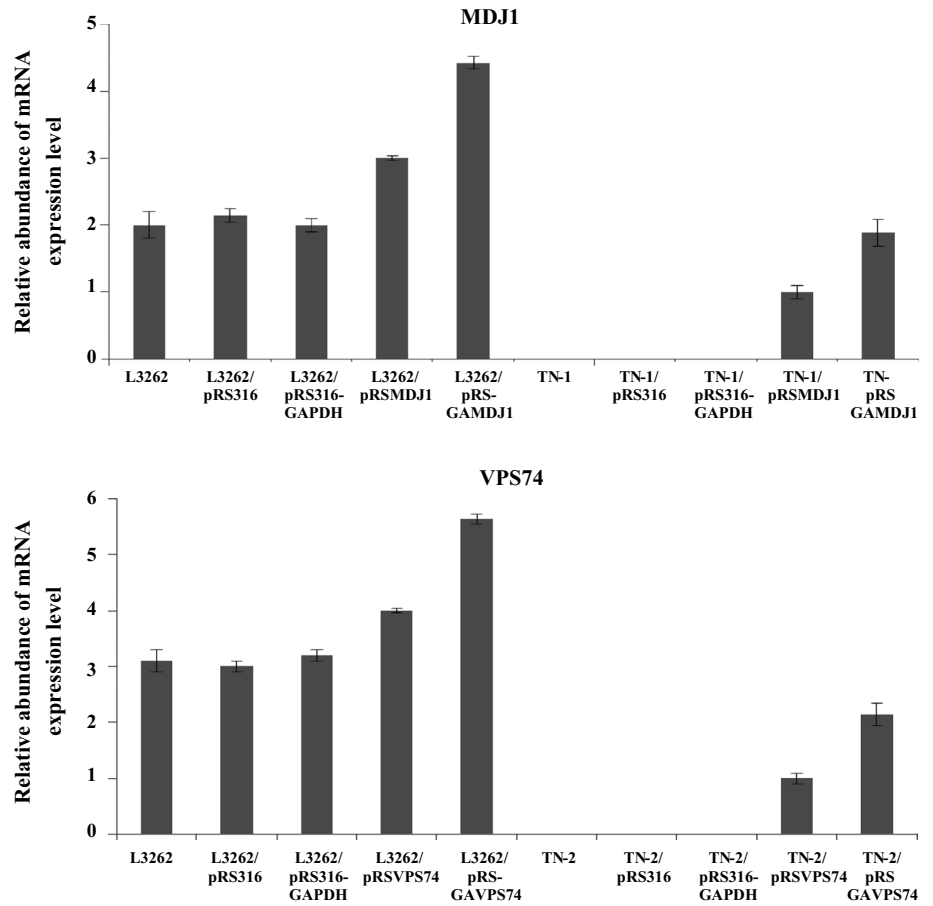 MDJ1
Relative abundance of mRNA
expression level
5
4
3
2
1
0
L3262
L3262/
pRS316
L3262/
pRS316-
GAPDH
L3262/
pRSMDJ1
L3262/
pRS-
GAMDJ1
TN-1
TN-1/
pRS316
TN-1/
pRS316-
GAPDH
TN-1/
pRSMDJ1
TN-
pRS
GAMDJ1
VPS74
Relative abundance of mRNA
expression level
6
5
4
3
2
1
0
L3262
L3262/
pRS316
L3262/
pRS316-
GAPDH
L3262/
pRSVPS74
L3262/
pRS-
GAVPS74
TN-2
TN-2/
pRS316
TN-2/
pRS316-
GAPDH
TN-2/
pRSVPS74
TN-2/
pRS
GAVPS74